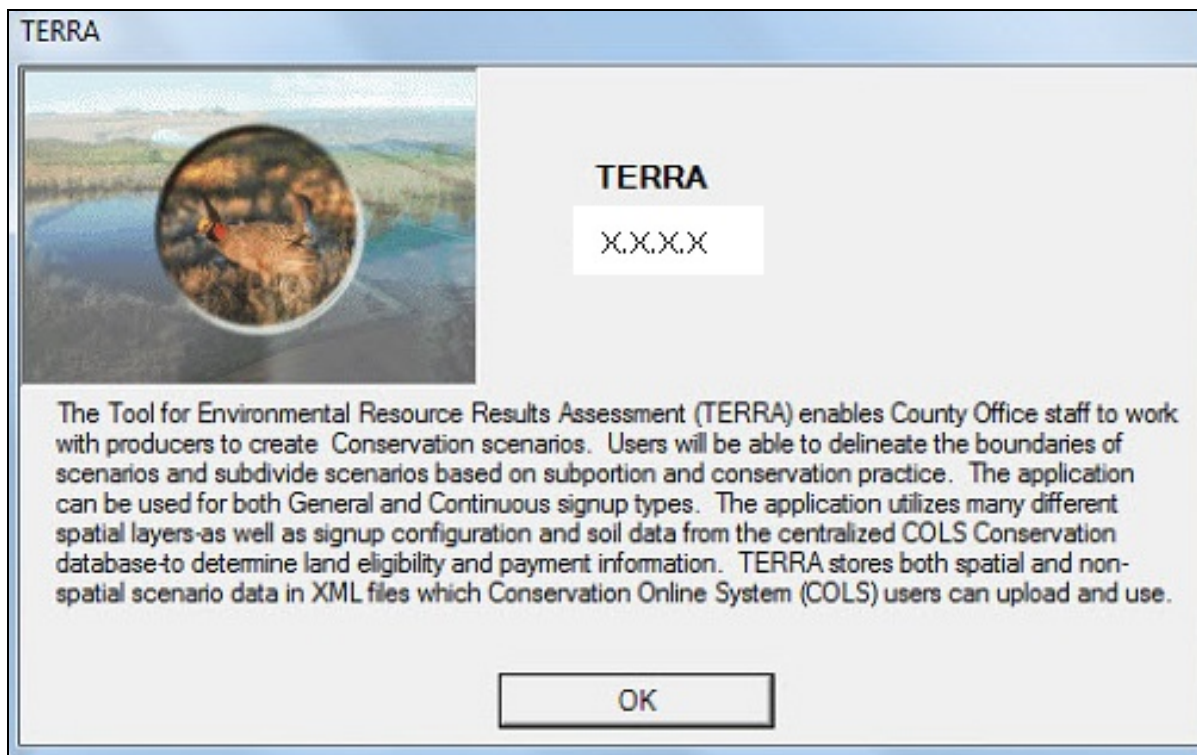 TERRA
TERRA
X.X.X.X
The Tool for Environmental Resource Results Assessment (TERRA) enables County Office staff to work
with producers to create Conservation scenarios. Users will be able to delineate the boundaries of
scenarios and subdivide scenarios based on subportion and conservation practice. The application
can be used for both General and Continuous signup types. The application utilizes many different
spatial layers-as well as signup configuration and soil data from the centralized COLS Conservation
database-to determine land eligibility and payment information. TERRA stores both spatial and non-
spatial scenario data in XML files which Conservation Online System (COLS) users can upload and use.
OK